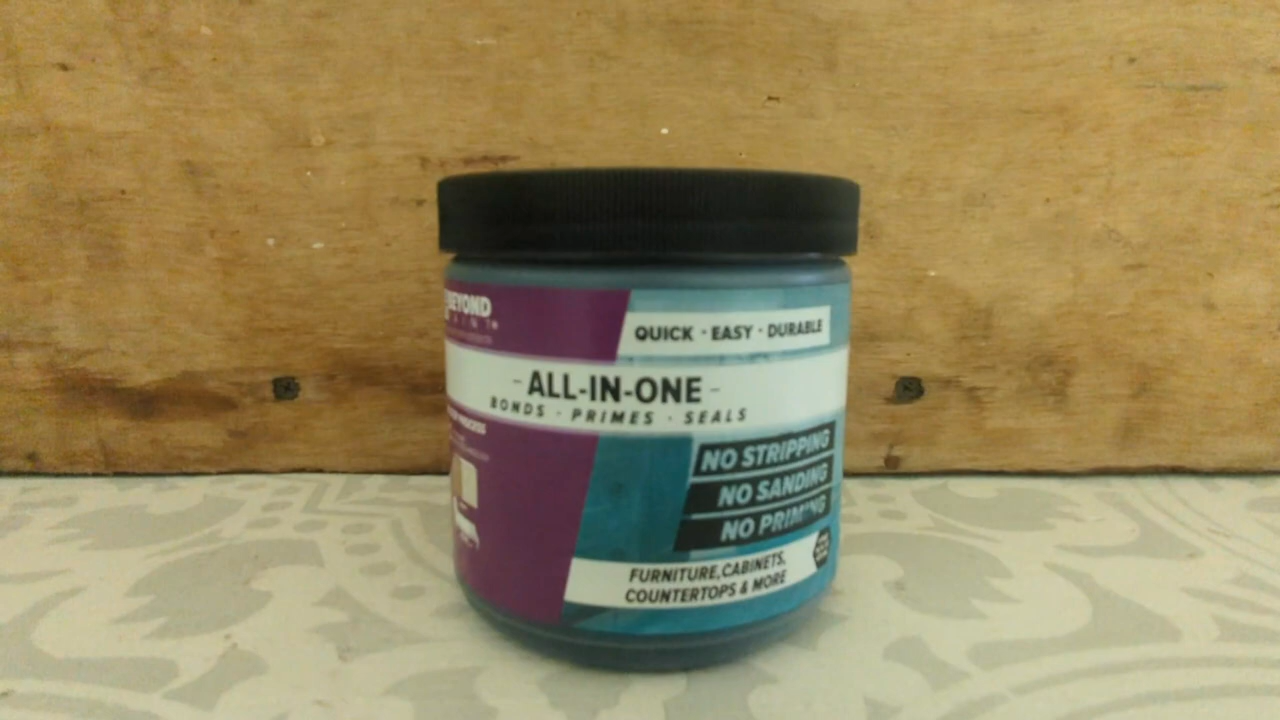 BEYOND
QUICK · EASY · DURABLE
- ALL-IN-ONE -
BONDS · PRIMES · SEALS
PROCESS
NO STRIPPING
NO SANDING
NO PRIMING
FURNITURE, CABINETS,
COUNTERTOPS & MORE